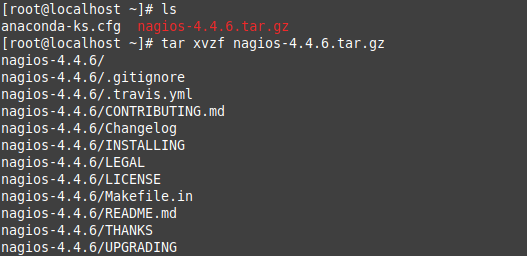 [root@localhost ~]# ls
anaconda-ks.cfg  nagios-4.4.6.tar.gz
[root@localhost ~]# tar xvzf nagios-4.4.6.tar.gz
nagios-4.4.6/
nagios-4.4.6/.gitignore
nagios-4.4.6/.travis.yml
nagios-4.4.6/CONTRIBUTING.md
nagios-4.4.6/Changelog
nagios-4.4.6/INSTALLING
nagios-4.4.6/LEGAL
nagios-4.4.6/LICENSE
nagios-4.4.6/Makefile.in
nagios-4.4.6/README.md
nagios-4.4.6/THANKS
nagios-4.4.6/UPGRADING